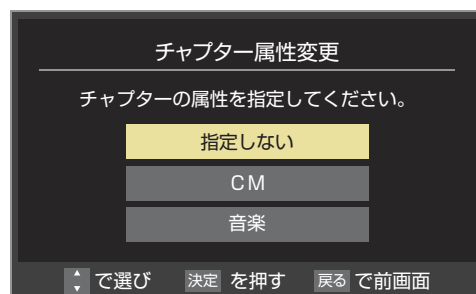 チャプター属性変更
チャプターの属性を指定してください。
指定しない
ＣＭ
音楽
で選び 決定 を押す 戻る で前画面